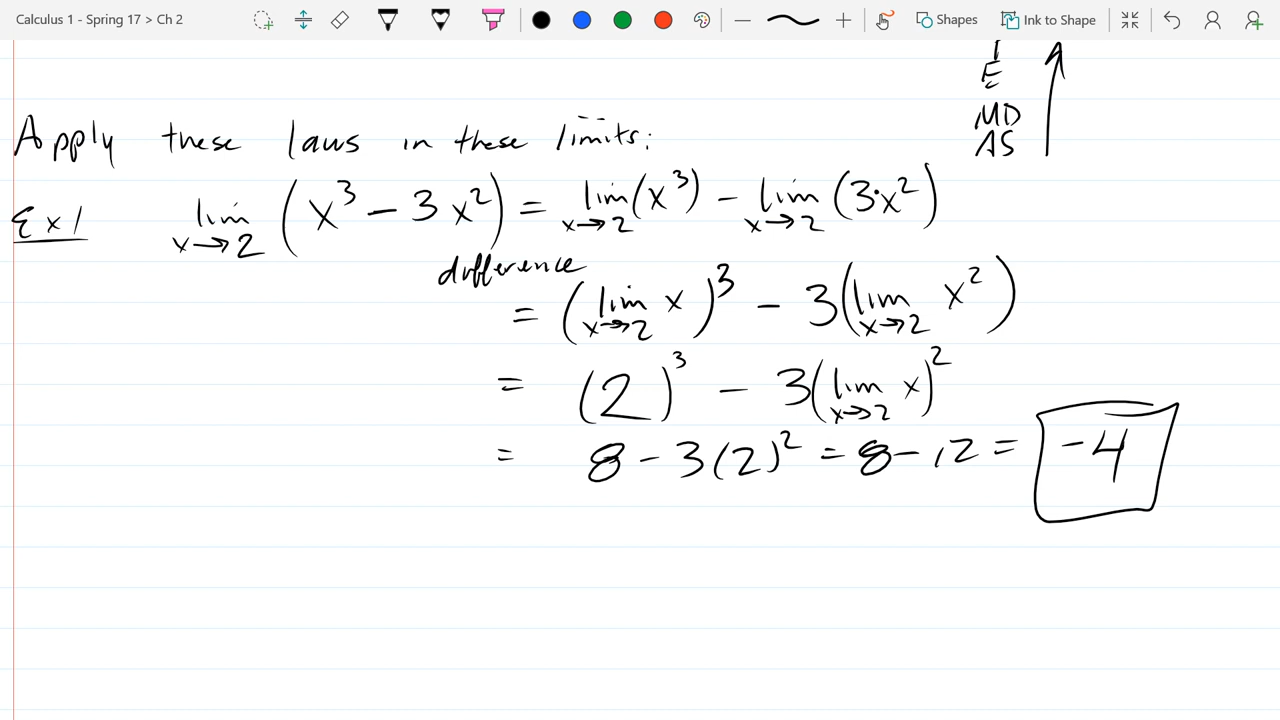 Calculus 1 - Spring 17 > Ch 2
Shapes
Ink to Shape
E
MD
AS
Apply these laws in these limits:
Ex1 lim x→2 (x³ − 3x²) = lim x→2 (x³) − lim x→2 (3·x²)
difference
= (lim x→2 x)³ − 3(lim x→2 x²)
= (2)³ − 3(lim x→2 x)²
= 8 − 3(2)² = 8 − 12 = −4